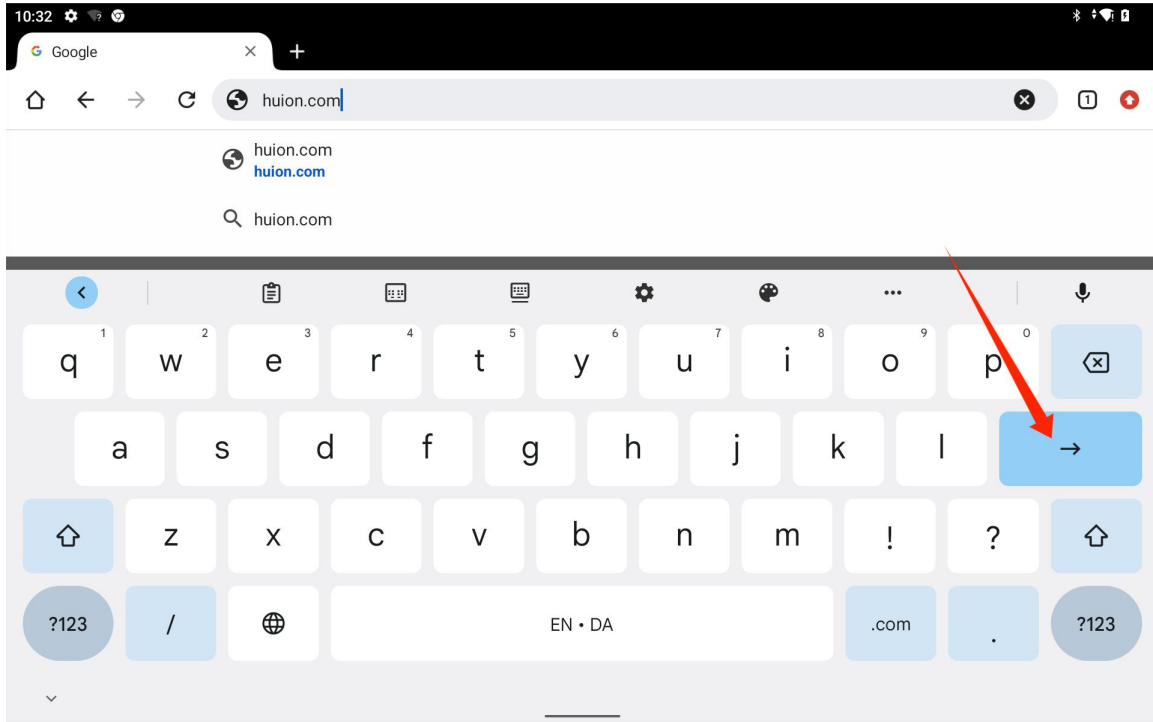 10:32
Google
huion.com
1
huion.com
huion.com
huion.com
1 2 3 4 5 6 7 8 9 0
q w e r t y u i o p
a s d f g h j k l →
z x c v b n m ! ?
?123 / EN • DA .com . ?123